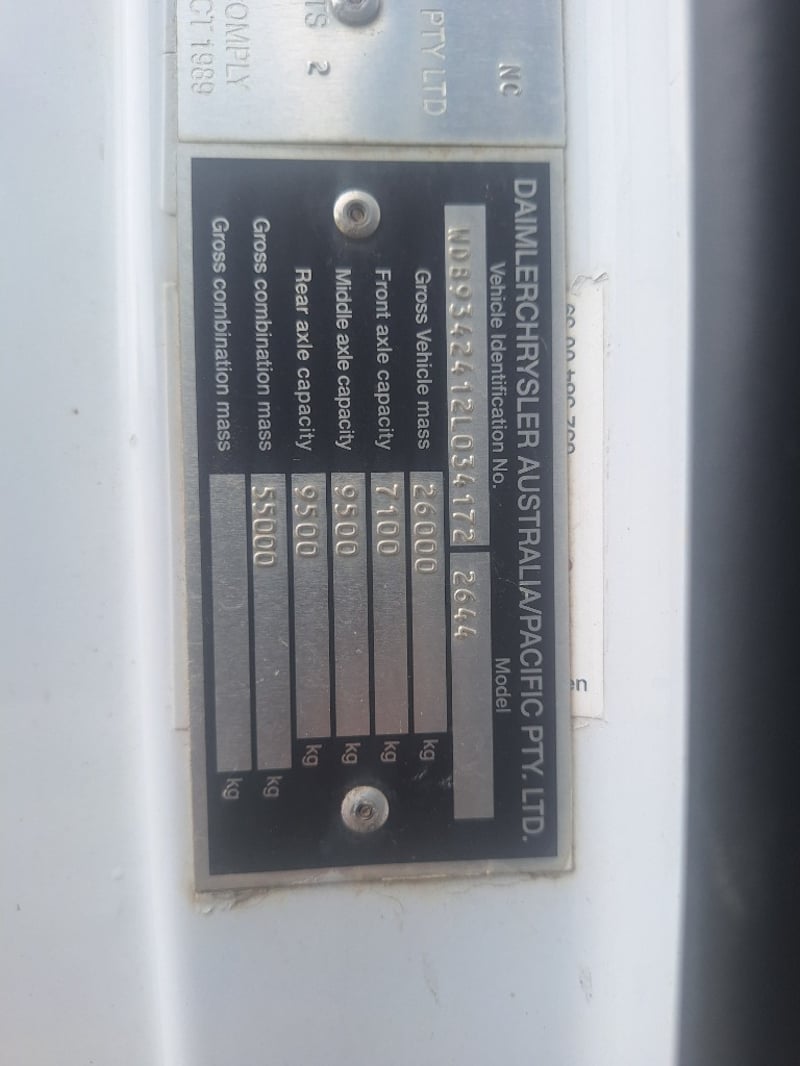 NC
PTY LTD
TS 2
COMPLY
CT 1989
DAIMLERCHRYSLER AUSTRALIA/PACIFIC PTY. LTD.
Vehicle Identification No. Model
WDB9342412L034172 2644
Gross Vehicle mass 26000 kg
Front axle capacity 7100 kg
Middle axle capacity 9500 kg
Rear axle capacity 9500 kg
Gross combination mass 55000 kg
Gross combination mass kg
en